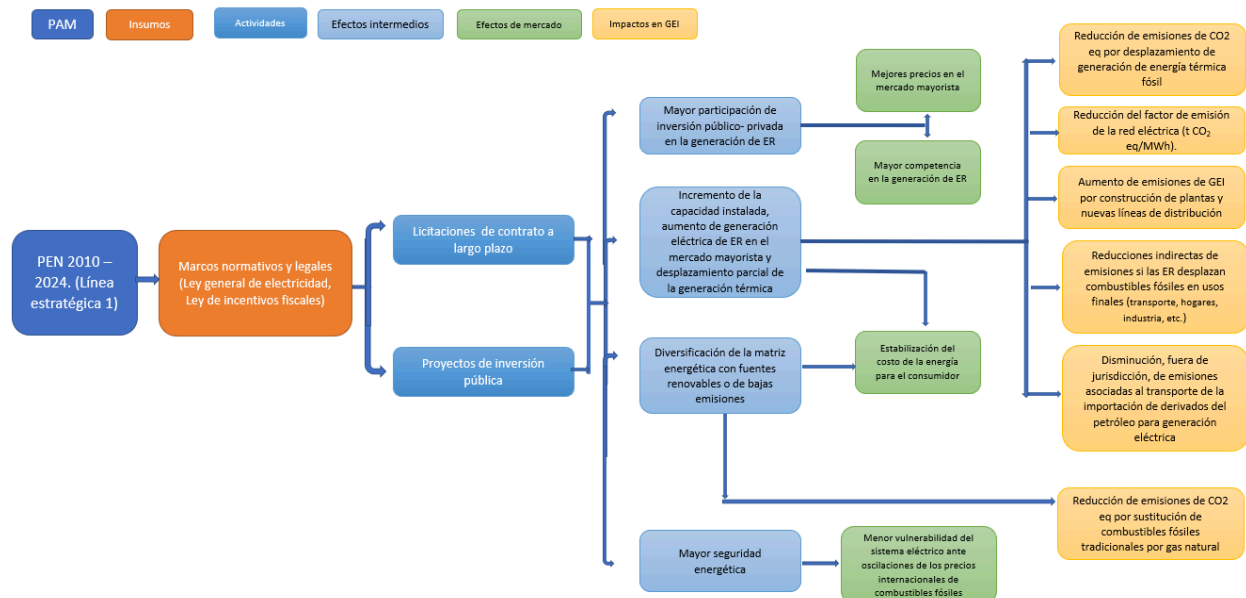 PAM
Insumos
Actividades
Efectos intermedios
Efectos de mercado
Impactos en GEI
PEN 2010 –
2024. (Línea
estratégica 1)
Marcos normativos y legales
(Ley general de electricidad,
Ley de incentivos fiscales)
Licitaciones de contrato a
largo plazo
Proyectos de inversión
pública
Mayor participación de
inversión público- privada
en la generación de ER
Incremento de la
capacidad instalada,
aumento de generación
eléctrica de ER en el
mercado mayorista y
desplazamiento parcial de
la generación térmica
Diversificación de la matriz
energética con fuentes
renovables o de bajas
emisiones
Mayor seguridad
energética
Mejores precios en el
mercado mayorista
Mayor competencia
en la generación de ER
Estabilización del
costo de la energía
para el consumidor
Menor vulnerabilidad del
sistema eléctrico ante
oscilaciones de los precios
internacionales de
combustibles fósiles
Reducción de emisiones de CO2
eq por desplazamiento de
generación de energía térmica
fósil
Reducción del factor de emisión
de la red eléctrica (t CO₂
eq/MWh).
Aumento de emisiones de GEI
por construcción de plantas y
nuevas líneas de distribución
Reducciones indirectas de
emisiones si las ER desplazan
combustibles fósiles en usos
finales (transporte, hogares,
industria, etc.)
Disminución, fuera de
jurisdicción, de emisiones
asociadas al transporte de la
importación de derivados del
petróleo para generación
eléctrica
Reducción de emisiones de CO2
eq por sustitución de
combustibles fósiles
tradicionales por gas natural